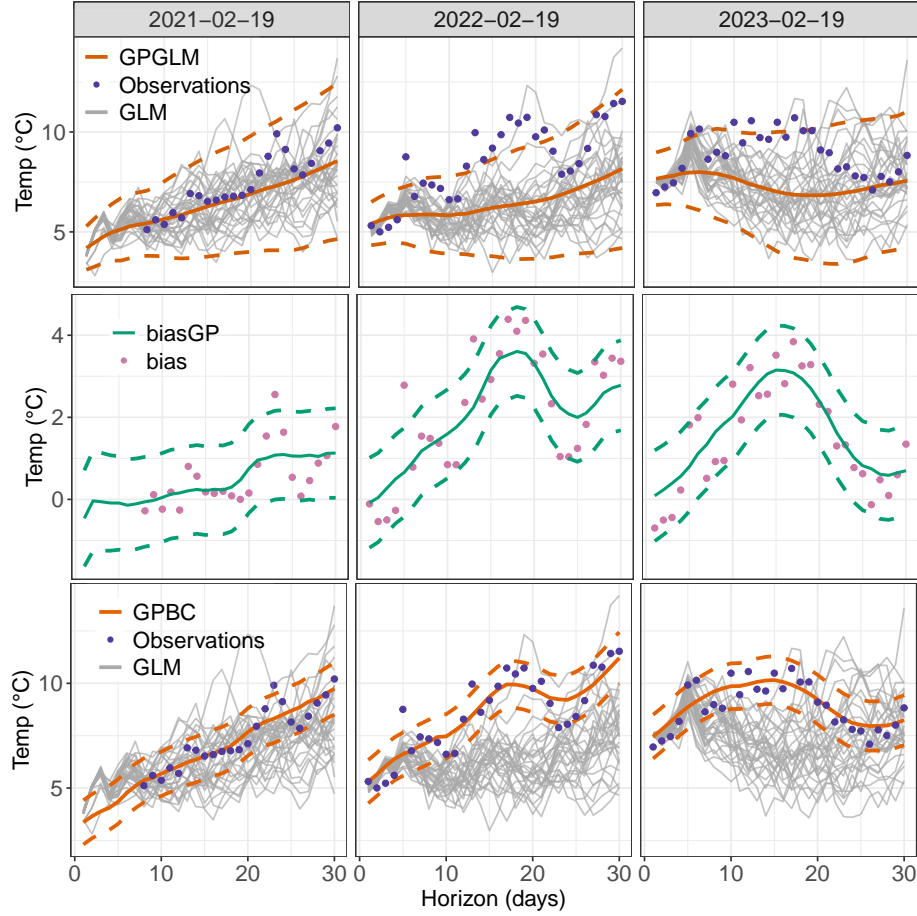 2021−02−19 2022−02−19 2023−02−19
GPGLM
Observations
GLM
Temp (°C)
10
5
biasGP
bias
Temp (°C)
4
2
0
GPBC
Observations
GLM
Temp (°C)
10
5
0 10 20 30 0 10 20 30 0 10 20 30
Horizon (days)